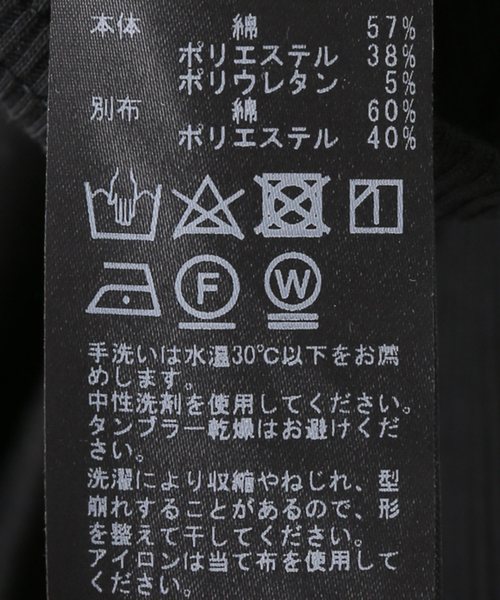 本体 綿 57%
ポリエステル 38%
ポリウレタン 5%
別布 綿 60%
ポリエステル 40%
F
W
手洗いは水温30℃以下をお薦
めします。
中性洗剤を使用してください。
タンブラー乾燥はお避けくだ
さい。
洗濯により収縮やねじれ、型
崩れすることがあるので、形
を整えて干してください。
アイロンは当て布を使用して
ください。